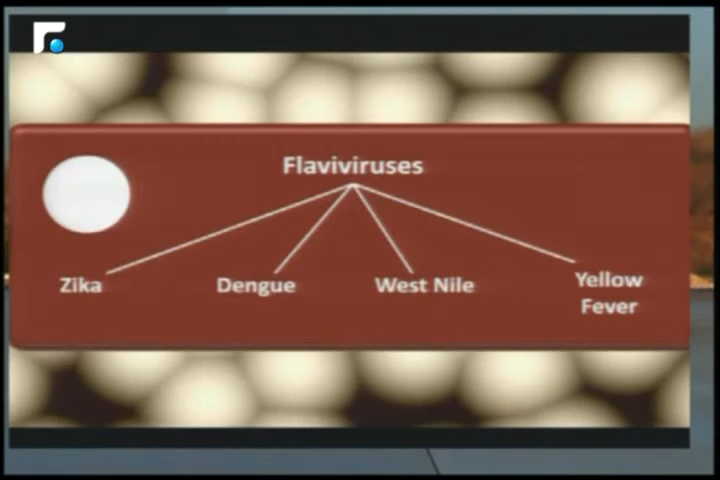 Flaviviruses
Zika
Dengue
West Nile
Yellow
Fever